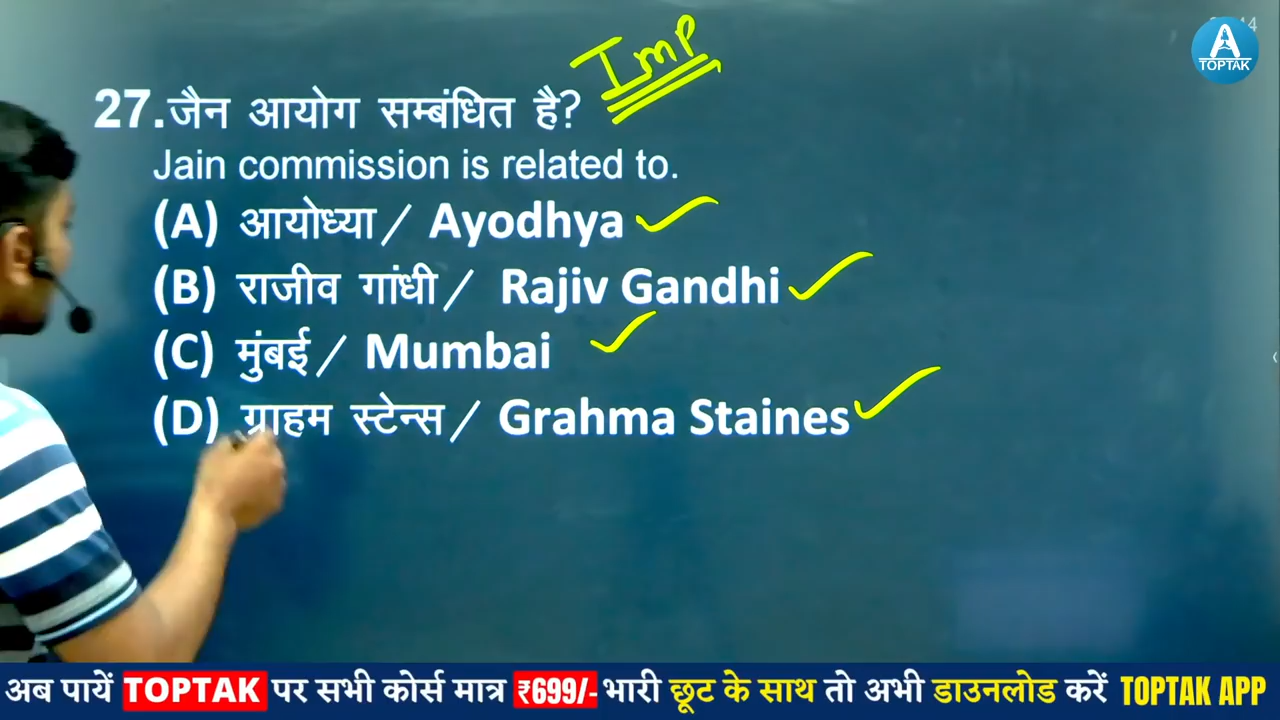 Imp
A
TOPTAK
27.जैन आयोग सम्बंधित है?
Jain commission is related to.
(A) आयोध्या / Ayodhya
(B) राजीव गांधी / Rajiv Gandhi
(C) मुंबई / Mumbai
(D) ग्राहम स्टेन्स / Grahma Staines
अब पायें TOPTAK पर सभी कोर्स मात्र ₹699/- भारी छूट के साथ तो अभी डाउनलोड करें TOPTAK APP